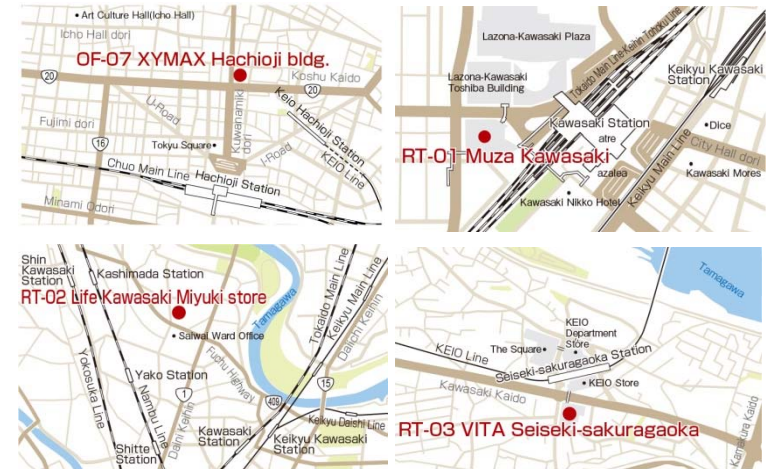 Art Culture Hall(Icho Hall)
Icho Hall dori
OF-07 XYMAX Hachioji bldg.
20
Koshu Kaido
20
U-Road
Kuwanamiki
dori
Keio Hachioji Station
KEIO Line
Fujimi dori
16
Tokyu Square
I-Road
Chuo Main Line
Hachioji Station
Minami Odori
Lazona-Kawasaki Plaza
Tokaido Main Line·Keihin Tohoku Line
Lazona-Kawasaki
Toshiba Building
Keikyu Kawasaki
Station
Kawasaki Station
Dice
atre
City Hall dori
RT-01 Muza Kawasaki
azalea
Kawasaki Mores
Keikyu Main Line
Kawasaki Nikko Hotel
Shin
Kawasaki
Station
Kashimada Station
RT-02 Life Kawasaki Miyuki store
Tamagawa
Tokaido Main Line
Keikyu Main Line
Daiichi Keihin
Saiwai Ward Office
Fuchu Highway
Yokosuka Line
Yako Station
Nambu Line
1
Daini Keihin
15
409
Keikyu Daishi Line
Kawasaki
Station
Keikyu Kawasaki
Station
Shitte
Station
Tamagawa
KEIO
Department
Store
The Square
KEIO Line
Seiseki-sakuragaoka Station
KEIO Store
Kawasaki Kaido
RT-03 VITA Seiseki-sakuragaoka
Kamakura Kaido